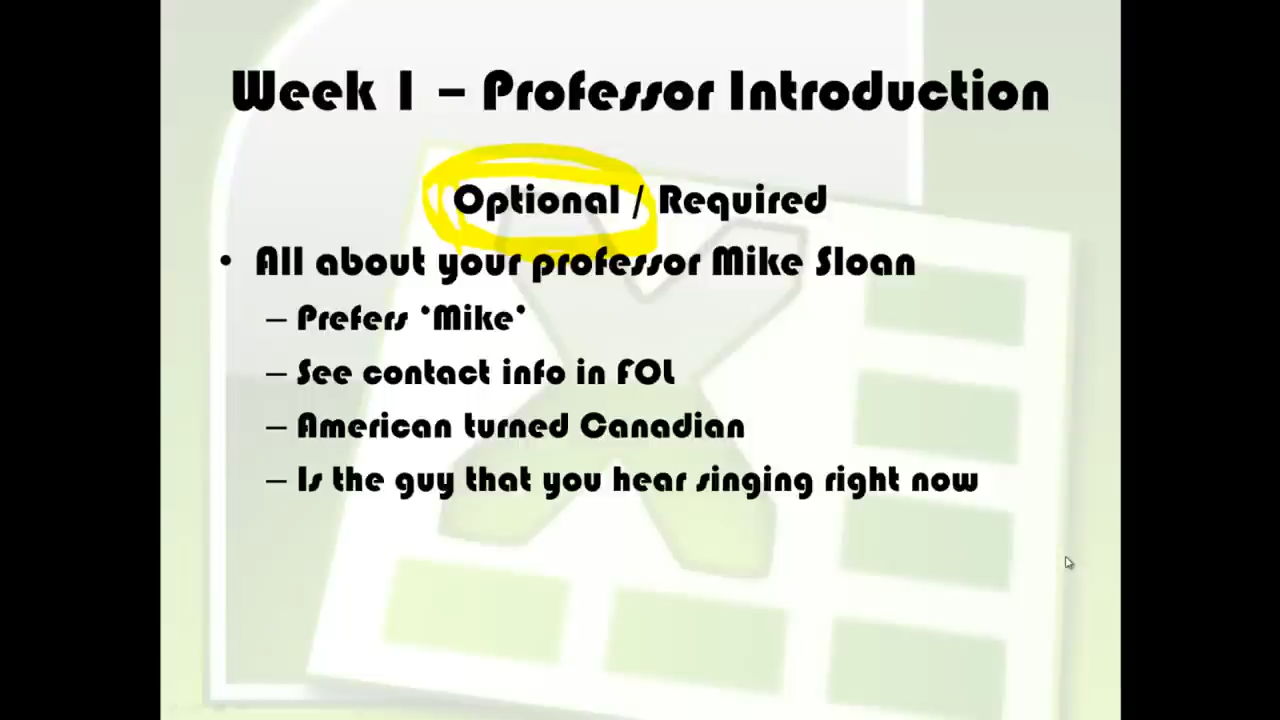 Week 1 – Professor Introduction
Optional / Required
• All about your professor Mike Sloan
– Prefers ‘Mike’
– See contact info in FOL
– American turned Canadian
– Is the guy that you hear singing right now